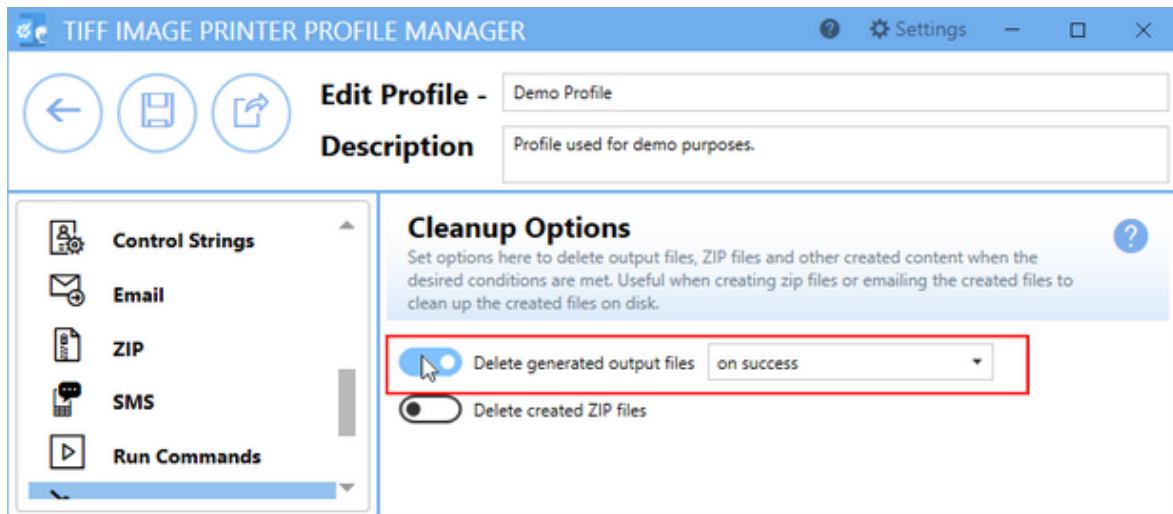 TIFF IMAGE PRINTER PROFILE MANAGER
? Settings
Edit Profile - Demo Profile
Description Profile used for demo purposes.
Control Strings
Email
ZIP
SMS
Run Commands
Cleanup Options
?
Set options here to delete output files, ZIP files and other created content when the
desired conditions are met. Useful when creating zip files or emailing the created files to
clean up the created files on disk.
Delete generated output files on success
Delete created ZIP files